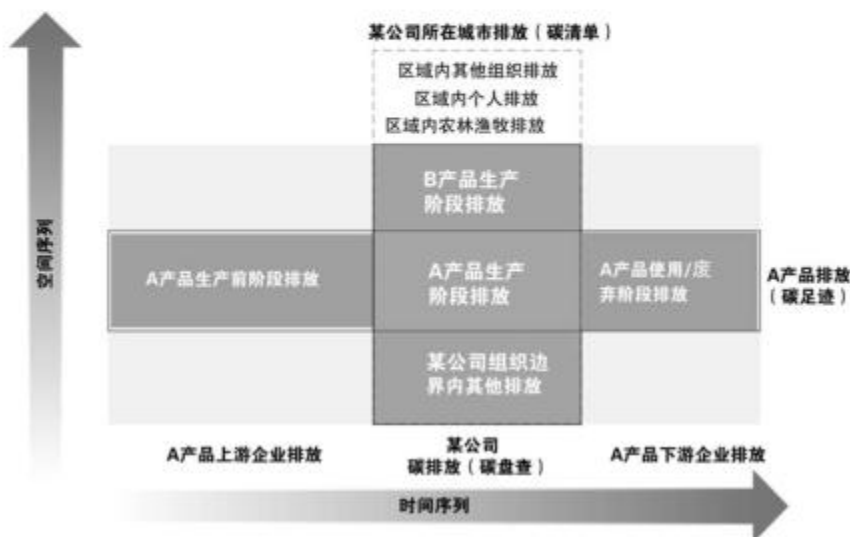 某公司所在城市排放（碳清单）
区域内其他组织排放
区域内个人排放
区域内农林渔牧排放
空间序列
B产品生产
阶段排放
A产品生产前阶段排放
A产品生产
阶段排放
A产品使用/废
弃阶段排放
A产品排放
（碳足迹）
某公司组织边
界内其他排放
A产品上游企业排放
某公司
碳排放（碳盘查）
A产品下游企业排放
时间序列